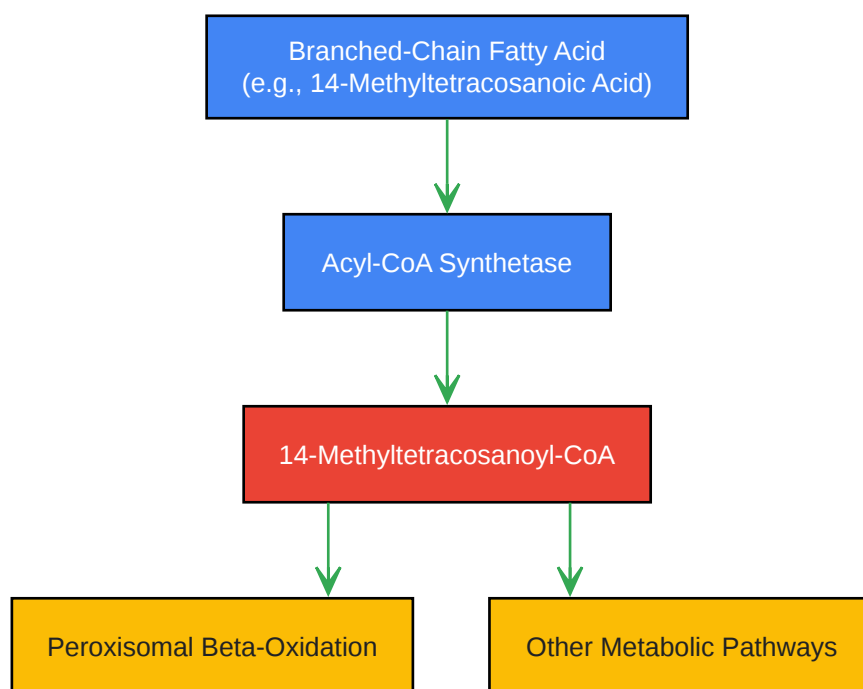 Branched-Chain Fatty Acid
(e.g., 14-Methyltetracosanoic Acid)
Acyl-CoA Synthetase
14-Methyltetracosanoyl-CoA
Peroxisomal Beta-Oxidation
Other Metabolic Pathways